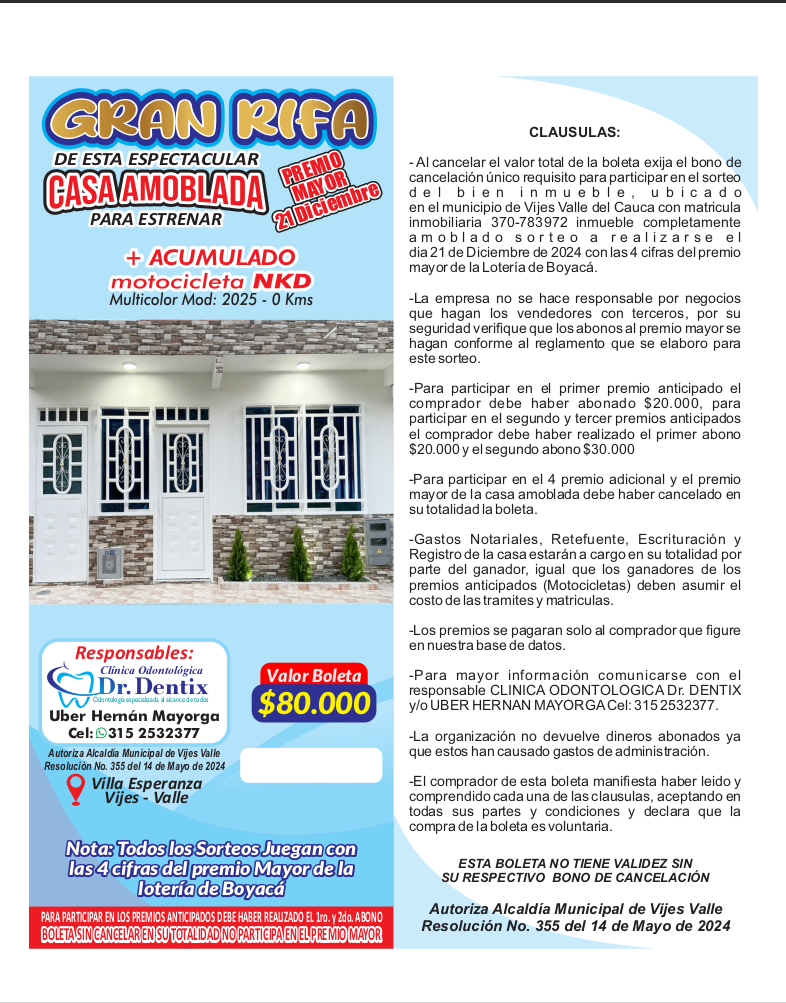 GRAN RIFA
DE ESTA ESPECTACULAR
CASA AMOBLADA
PARA ESTRENAR
PREMIO
MAYOR
21 Diciembre
+ ACUMULADO
motocicleta NKD
Multicolor Mod: 2025 - 0 Kms
Responsables:
Clínica Odontológica
Dr. Dentix
Odontología especializada al alcance de todos
Uber Hernán Mayorga
Cel: 315 2532377
Autoriza Alcaldía Municipal de Vijes Valle
Resolución No. 355 del 14 de Mayo de 2024
Villa Esperanza
Vijes - Valle
Valor Boleta
$80.000
Nota: Todos los Sorteos Juegan con
las 4 cifras del premio Mayor de la
lotería de Boyacá
PARA PARTICIPAR EN LOS PREMIOS ANTICIPADOS DEBE HABER REALIZADO EL 1ro. y 2do. ABONO
BOLETA SIN CANCELAR EN SU TOTALIDAD NO PARTICIPA EN EL PREMIO MAYOR
CLAUSULAS:
- Al cancelar el valor total de la boleta exija el bono de
cancelación único requisito para participar en el sorteo
del bien inmueble, ubicado
en el municipio de Vijes Valle del Cauca con matricula
inmobiliaria 370-783972 inmueble completamente
amoblado sorteo a realizarse el
dia 21 de Diciembre de 2024 con las 4 cifras del premio
mayor de la Lotería de Boyacá.
-La empresa no se hace responsable por negocios
que hagan los vendedores con terceros, por su
seguridad verifique que los abonos al premio mayor se
hagan conforme al reglamento que se elaboro para
este sorteo.
-Para participar en el primer premio anticipado el
comprador debe haber abonado $20.000, para
participar en el segundo y tercer premios anticipados
el comprador debe haber realizado el primer abono
$20.000 y el segundo abono $30.000
-Para participar en el 4 premio adicional y el premio
mayor de la casa amoblada debe haber cancelado en
su totalidad la boleta.
-Gastos Notariales, Retefuente, Escrituración y
Registro de la casa estarán a cargo en su totalidad por
parte del ganador, igual que los ganadores de los
premios anticipados (Motocicletas) deben asumir el
costo de las tramites y matriculas.
-Los premios se pagaran solo al comprador que figure
en nuestra base de datos.
-Para mayor información comunicarse con el
responsable CLINICA ODONTOLOGICA Dr. DENTIX
y/o UBER HERNAN MAYORGA Cel: 315 2532377.
-La organización no devuelve dineros abonados ya
que estos han causado gastos de administración.
-El comprador de esta boleta manifiesta haber leido y
comprendido cada una de las clausulas, aceptando en
todas sus partes y condiciones y declara que la
compra de la boleta es voluntaria.
ESTA BOLETA NO TIENE VALIDEZ SIN
SU RESPECTIVO BONO DE CANCELACIÓN
Autoriza Alcaldía Municipal de Vijes Valle
Resolución No. 355 del 14 de Mayo de 2024